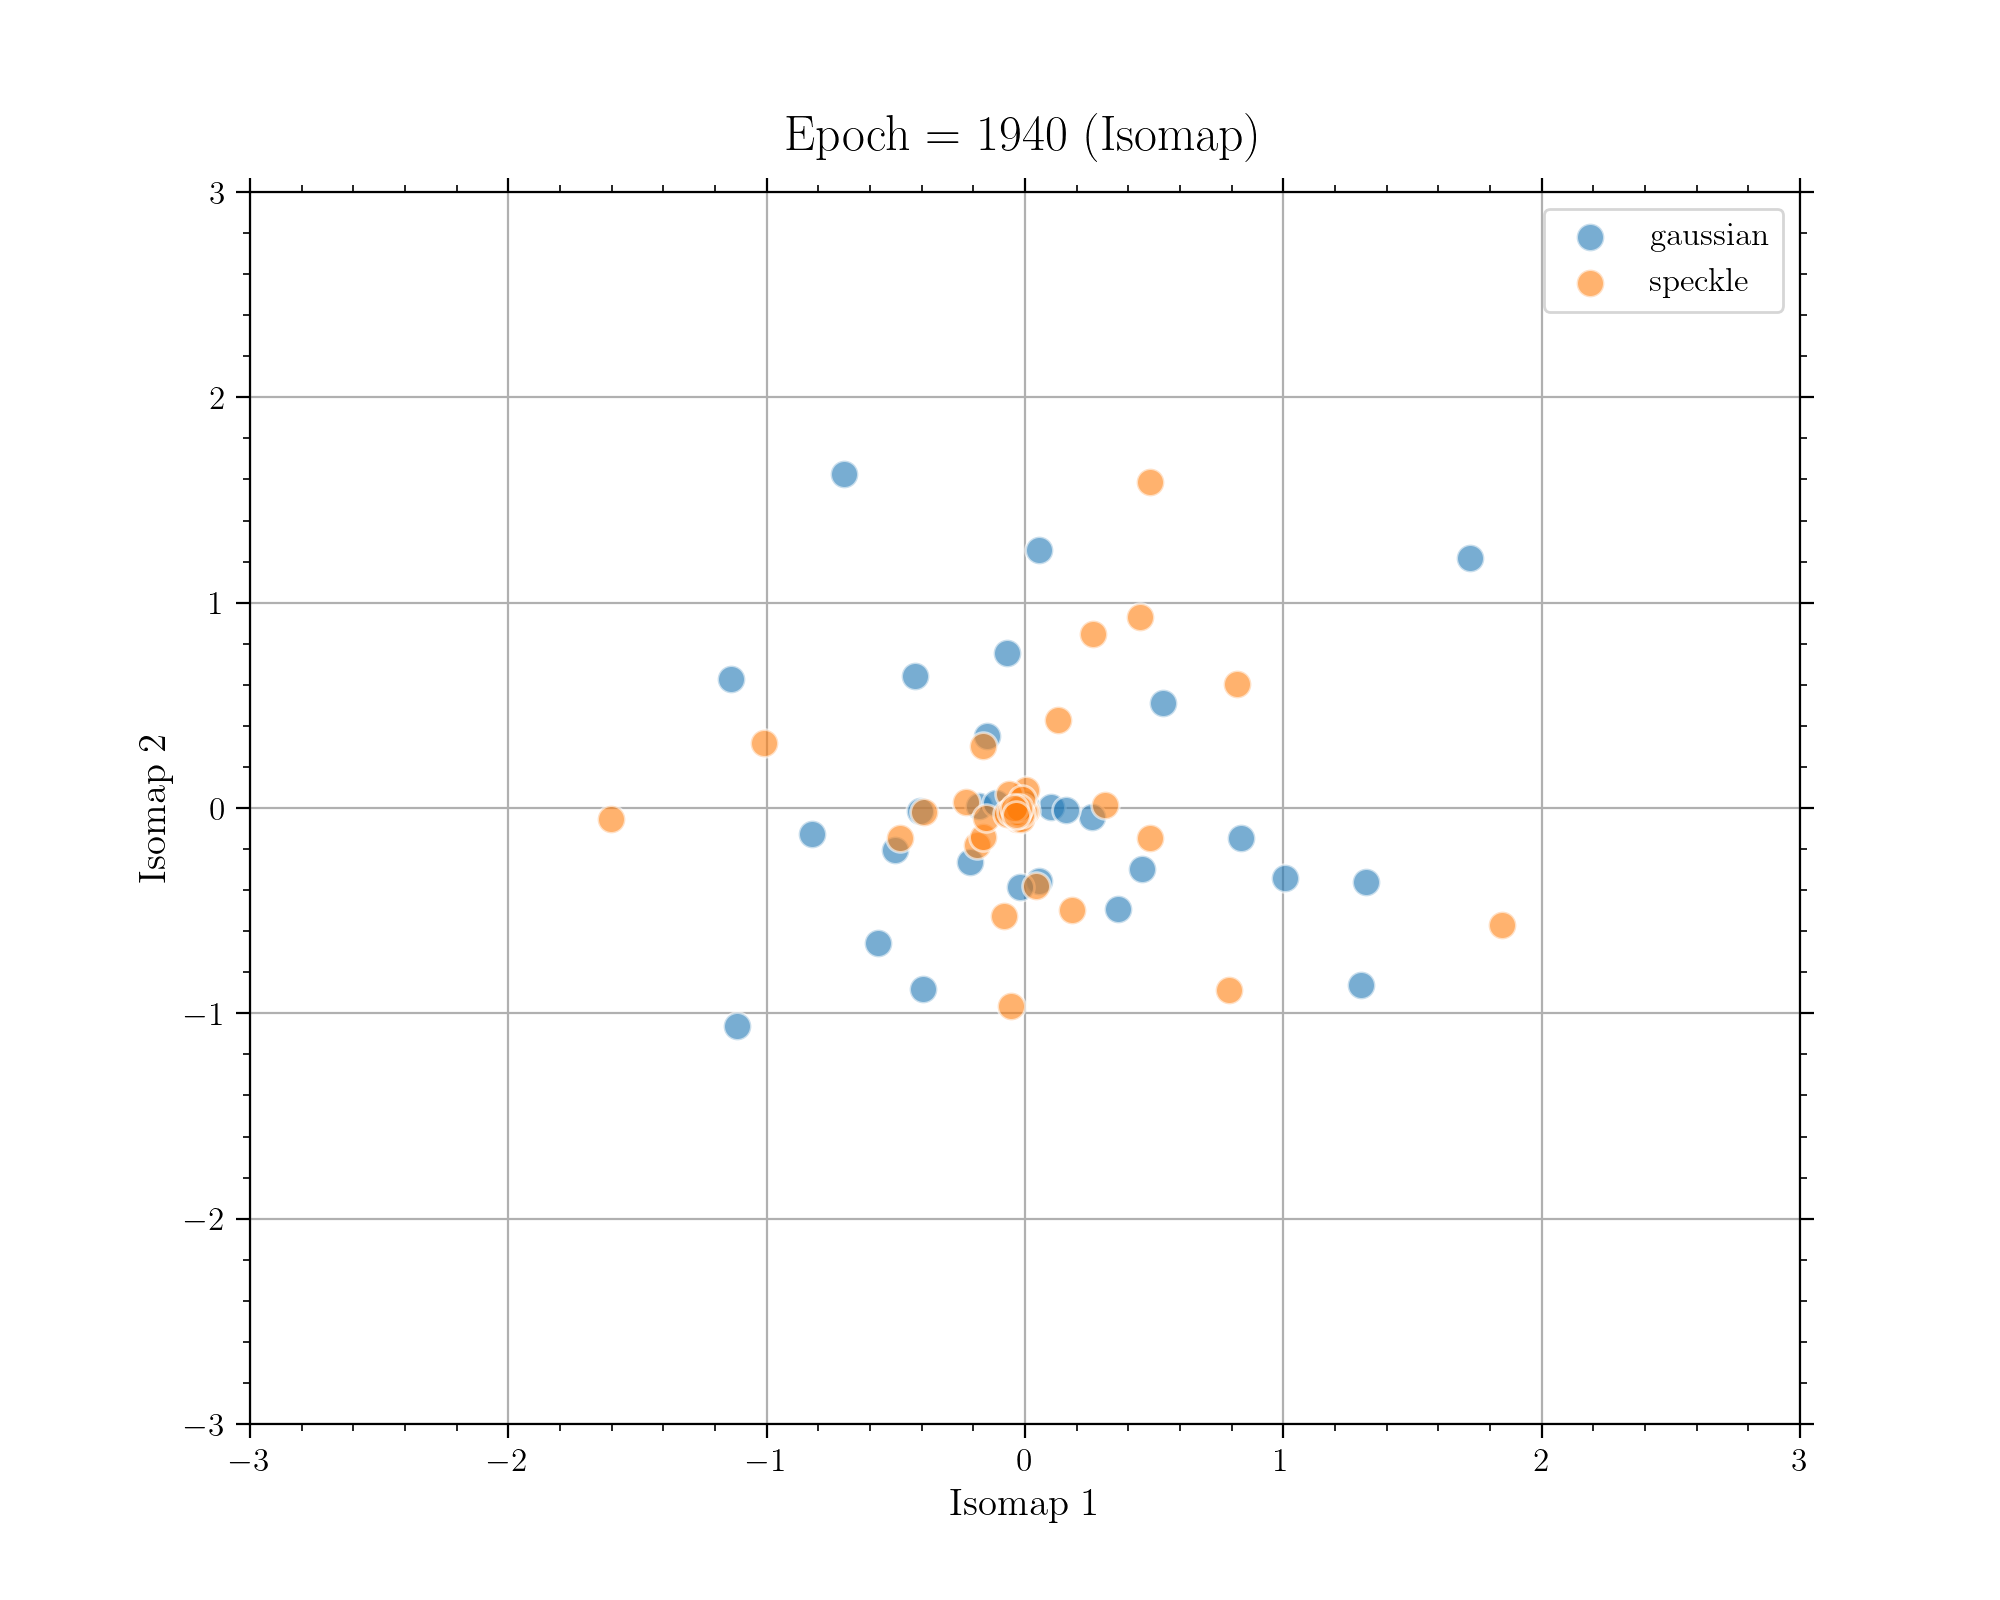 Epoch = 1940 (Isomap)
gaussian
speckle
3
2
1
0
−1
−2
−3
Isomap 2
−3
−2
−1
0
1
2
3
Isomap 1